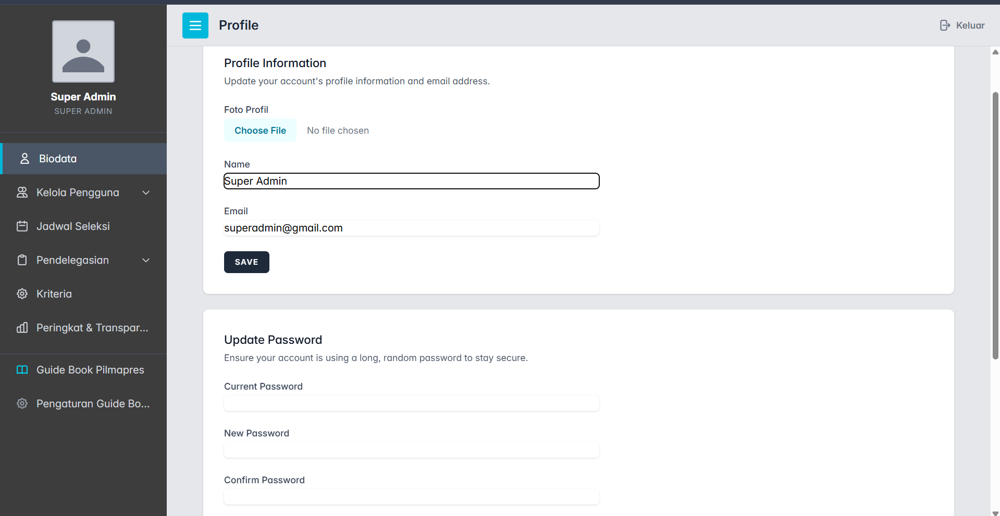 Super Admin
SUPER ADMIN
Biodata
Kelola Pengguna
Jadwal Seleksi
Pendelegasian
Kriteria
Peringkat & Transpar...
Guide Book Pilmapres
Pengaturan Guide Bo...
Profile
Keluar
Profile Information
Update your account's profile information and email address.
Foto Profil
Choose File No file chosen
Name
Super Admin
Email
superadmin@gmail.com
SAVE
Update Password
Ensure your account is using a long, random password to stay secure.
Current Password
New Password
Confirm Password